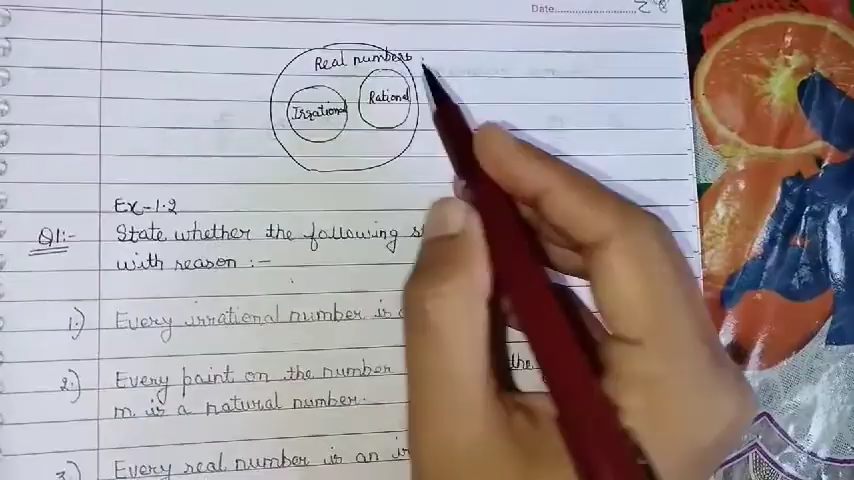 Date
Real numbers
Irrational
Rational
Ex-1.2
Q1:- State whether the following
with reason :-
1.) Every irrational number is a
2.) Every point on the number the
m is a natural number.
3.) Every real number is an